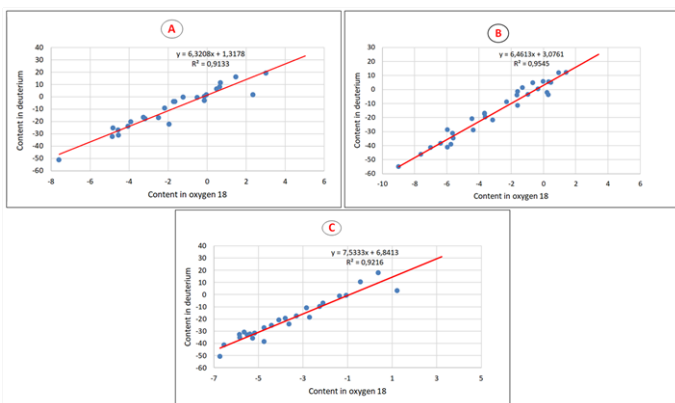 A
y = 6,3208x + 1,3178
R² = 0,9133
Content in deuterium
40
30
20
10
0
-10
-20
-30
-40
-50
-60
-8 -6 -4 -2 0 2 4 6 8
Content in oxygen 18
B
y = 6,4613x + 3,0761
R² = 0,9545
Content in deuterium
30
20
10
0
-10
-20
-30
-40
-50
-60
-10 -8 -6 -4 -2 0 2 4 6
Content in oxygen 18
C
y = 7,5333x + 6,8413
R² = 0,9216
Content in deuterium
40
30
20
10
0
-10
-20
-30
-40
-50
-60
-7 -5 -3 -1 1 3 5
Content in oxygen 18